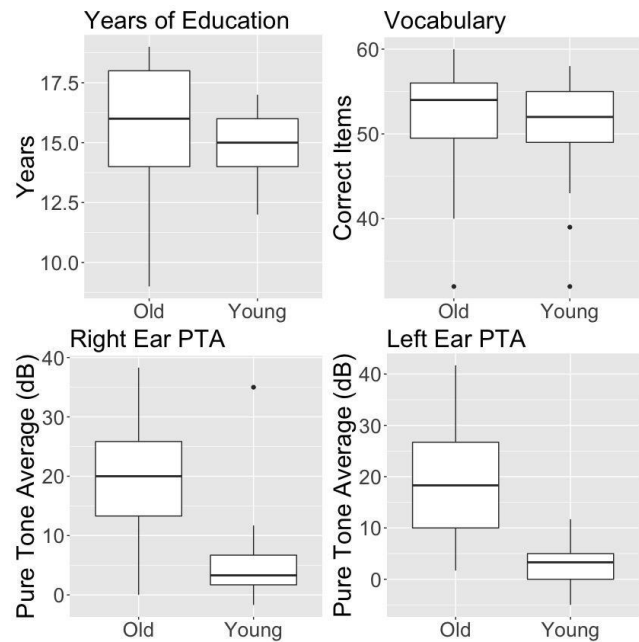 Years of Education
Years
17.5
15.0
12.5
10.0
Old Young
Vocabulary
Correct Items
60
50
40
Old Young
Right Ear PTA
Pure Tone Average (dB)
40
30
20
10
0
Old Young
Left Ear PTA
Pure Tone Average (dB)
40
30
20
10
0
Old Young